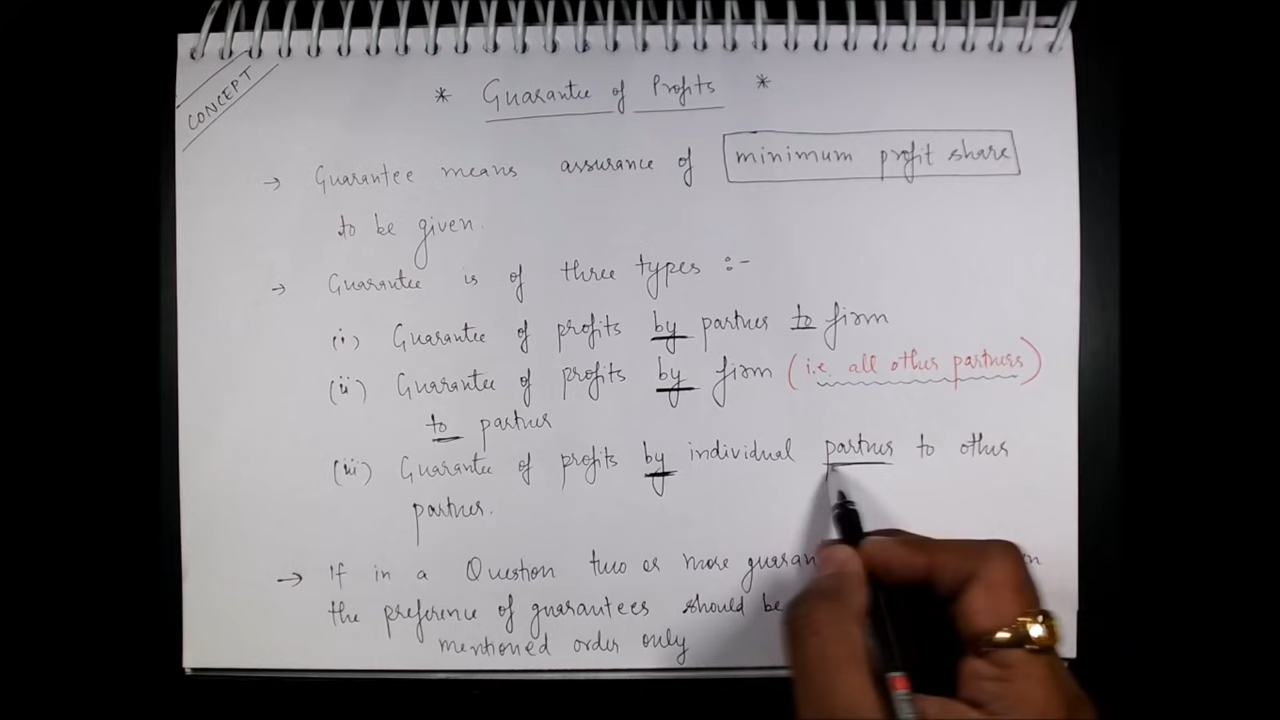 CONCEPT
* Guarantee of Profits *
→ Guarantee means assurance of minimum profit share
to be given.
→ Guarantee is of three types :-
(i) Guarantee of profits by partner to firm
(ii) Guarantee of profits by firm (i.e. all other partners)
to partner
(iii) Guarantee of profits by individual partner to other
partner.
→ If in a Question two or more
the preference of guarantees should be
mentioned order only